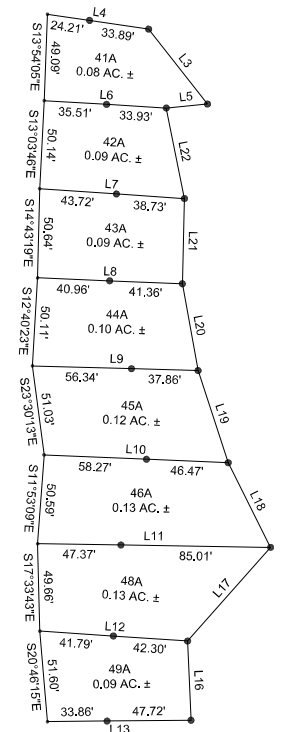 L4
24.21'
33.89'
S13°54'05"E
49.09'
41A
0.08 AC. ±
L3
L5
L6
35.51'
33.93'
S13°03'46"E
50.14'
42A
0.09 AC. ±
L22
L7
43.72'
38.73'
S14°43'19"E
50.64'
43A
0.09 AC. ±
L21
L8
40.96'
41.36'
S12°40'23"E
50.11'
44A
0.10 AC. ±
L20
L9
56.34'
37.86'
S23°30'13"E
51.03'
45A
0.12 AC. ±
L19
L10
58.27'
46.47'
S11°53'09"E
50.59'
46A
0.13 AC. ±
L18
L11
47.37'
85.01'
S17°33'43"E
49.66'
48A
0.13 AC. ±
L17
L12
41.79'
42.30'
S20°46'15"E
51.60'
49A
0.09 AC. ±
L16
33.86'
47.72'
L13